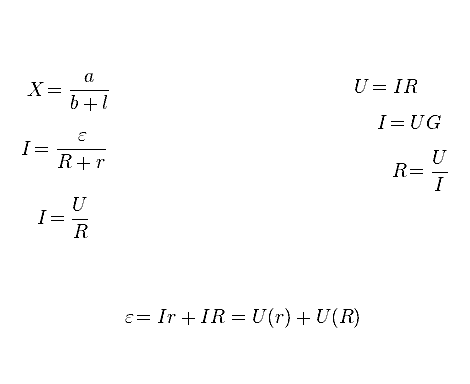 X = a / (b + l)
I = ε / (R + r)
I = U / R
U = IR
I = UG
R = U / I
ε = Ir + IR = U(r) + U(R)